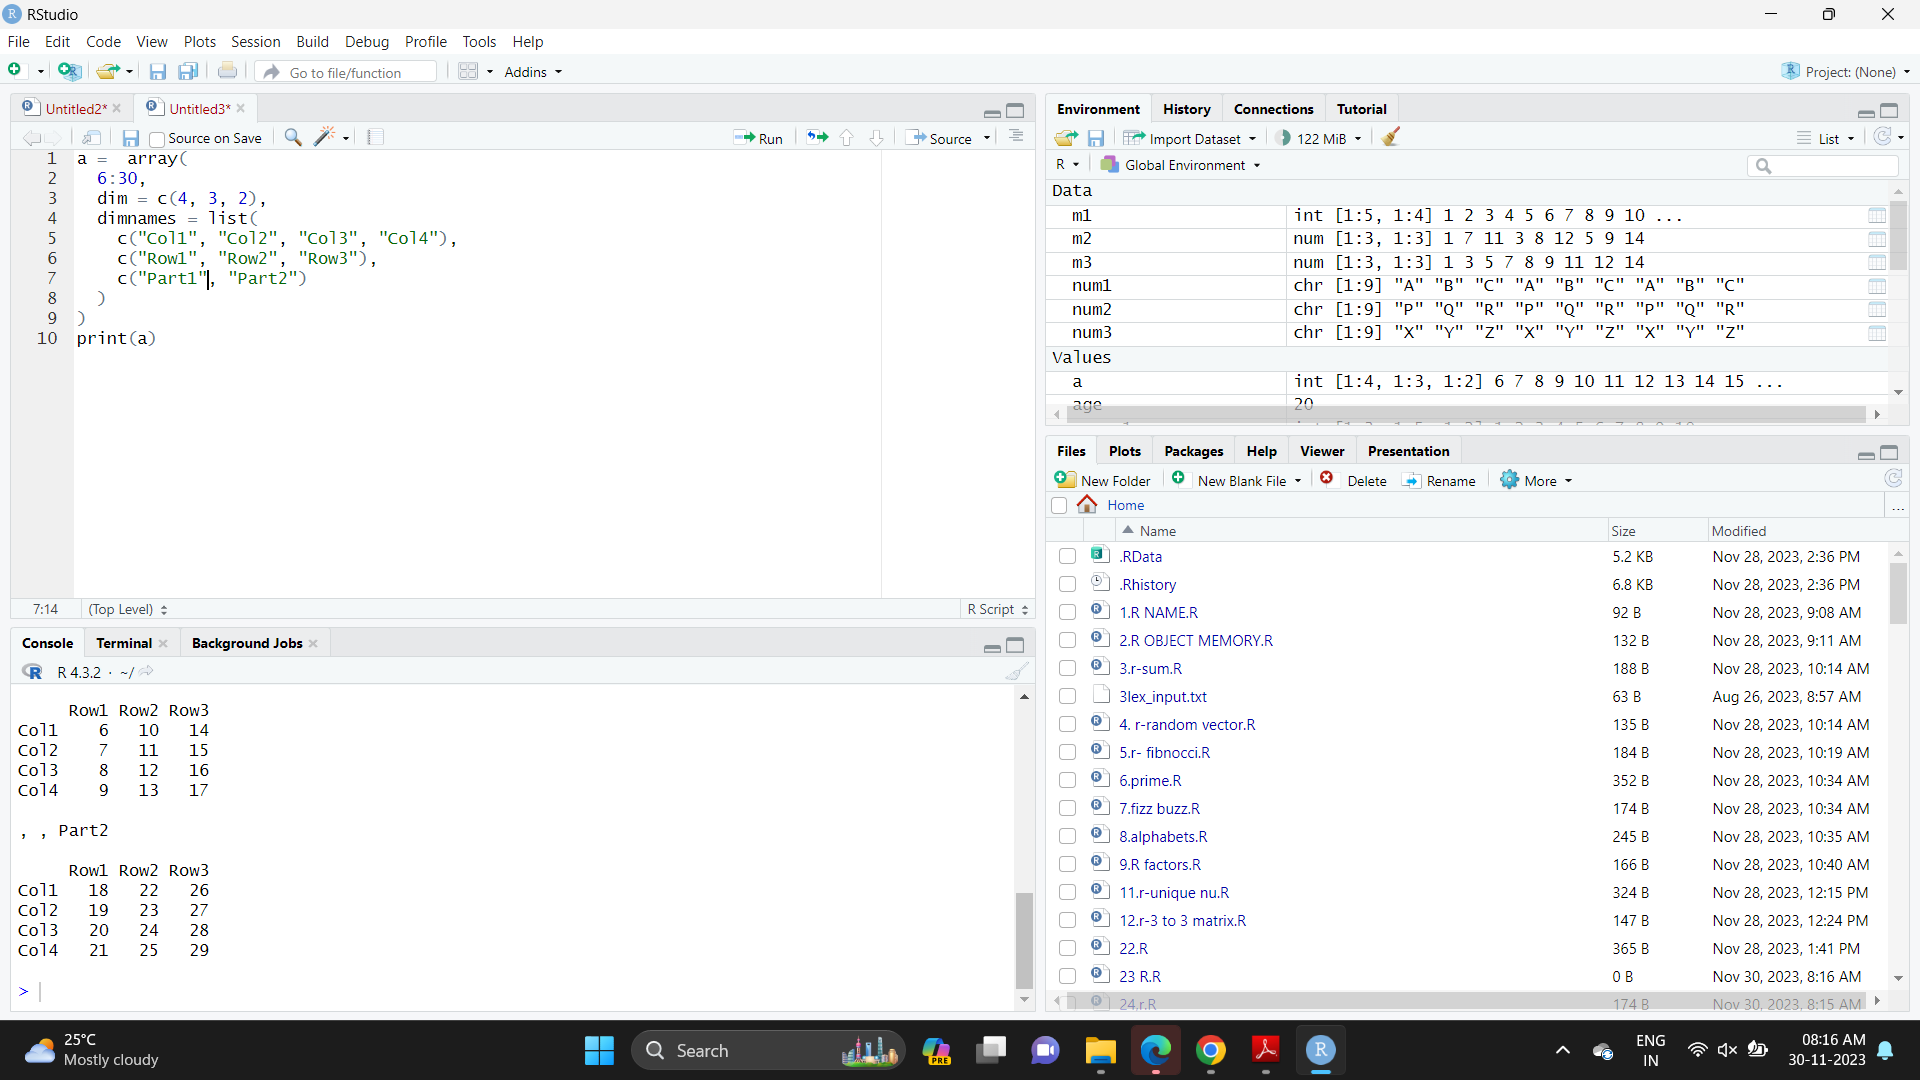 RStudio
File Edit Code View Plots Session Build Debug Profile Tools Help
Go to file/function Addins Project: (None)
Untitled2* Untitled3*
Source on Save Run Source
1 a =  array(
2   6:30,
3   dim = c(4, 3, 2),
4   dimnames = list(
5     c("Col1", "Col2", "Col3", "Col4"),
6     c("Row1", "Row2", "Row3"),
7     c("Part1", "Part2")
8   )
9 )
10 print(a)
7:14 (Top Level) R Script
Console Terminal Background Jobs
R 4.3.2 · ~/
     Row1 Row2 Row3
Col1    6   10   14
Col2    7   11   15
Col3    8   12   16
Col4    9   13   17
, , Part2
     Row1 Row2 Row3
Col1   18   22   26
Col2   19   23   27
Col3   20   24   28
Col4   21   25   29
>
Environment History Connections Tutorial
Import Dataset 122 MiB List
R Global Environment
Data
m1 int [1:5, 1:4] 1 2 3 4 5 6 7 8 9 10 ...
m2 num [1:3, 1:3] 1 7 11 3 8 12 5 9 14
m3 num [1:3, 1:3] 1 3 5 7 8 9 11 12 14
num1 chr [1:9] "A" "B" "C" "A" "B" "C" "A" "B" "C"
num2 chr [1:9] "P" "Q" "R" "P" "Q" "R" "P" "Q" "R"
num3 chr [1:9] "X" "Y" "Z" "X" "Y" "Z" "X" "Y" "Z"
Values
a int [1:4, 1:3, 1:2] 6 7 8 9 10 11 12 13 14 15 ...
age 20
Files Plots Packages Help Viewer Presentation
New Folder New Blank File Delete Rename More
Home ...
Name Size Modified
.RData 5.2 KB Nov 28, 2023, 2:36 PM
.Rhistory 6.8 KB Nov 28, 2023, 2:36 PM
1.R NAME.R 92 B Nov 28, 2023, 9:08 AM
2.R OBJECT MEMORY.R 132 B Nov 28, 2023, 9:11 AM
3.r-sum.R 188 B Nov 28, 2023, 10:14 AM
3lex_input.txt 63 B Aug 26, 2023, 8:57 AM
4. r-random vector.R 135 B Nov 28, 2023, 10:14 AM
5.r- fibnocci.R 184 B Nov 28, 2023, 10:19 AM
6.prime.R 352 B Nov 28, 2023, 10:34 AM
7.fizz buzz.R 174 B Nov 28, 2023, 10:34 AM
8.alphabets.R 245 B Nov 28, 2023, 10:35 AM
9.R factors.R 166 B Nov 28, 2023, 10:40 AM
11.r-unique nu.R 324 B Nov 28, 2023, 12:15 PM
12.r-3 to 3 matrix.R 147 B Nov 28, 2023, 12:24 PM
22.R 365 B Nov 28, 2023, 1:41 PM
23 R.R 0 B Nov 30, 2023, 8:16 AM
24.r.R 174 B Nov 30, 2023, 8:15 AM
25°C
Mostly cloudy
Search
PRE
ENG
IN
08:16 AM
30-11-2023